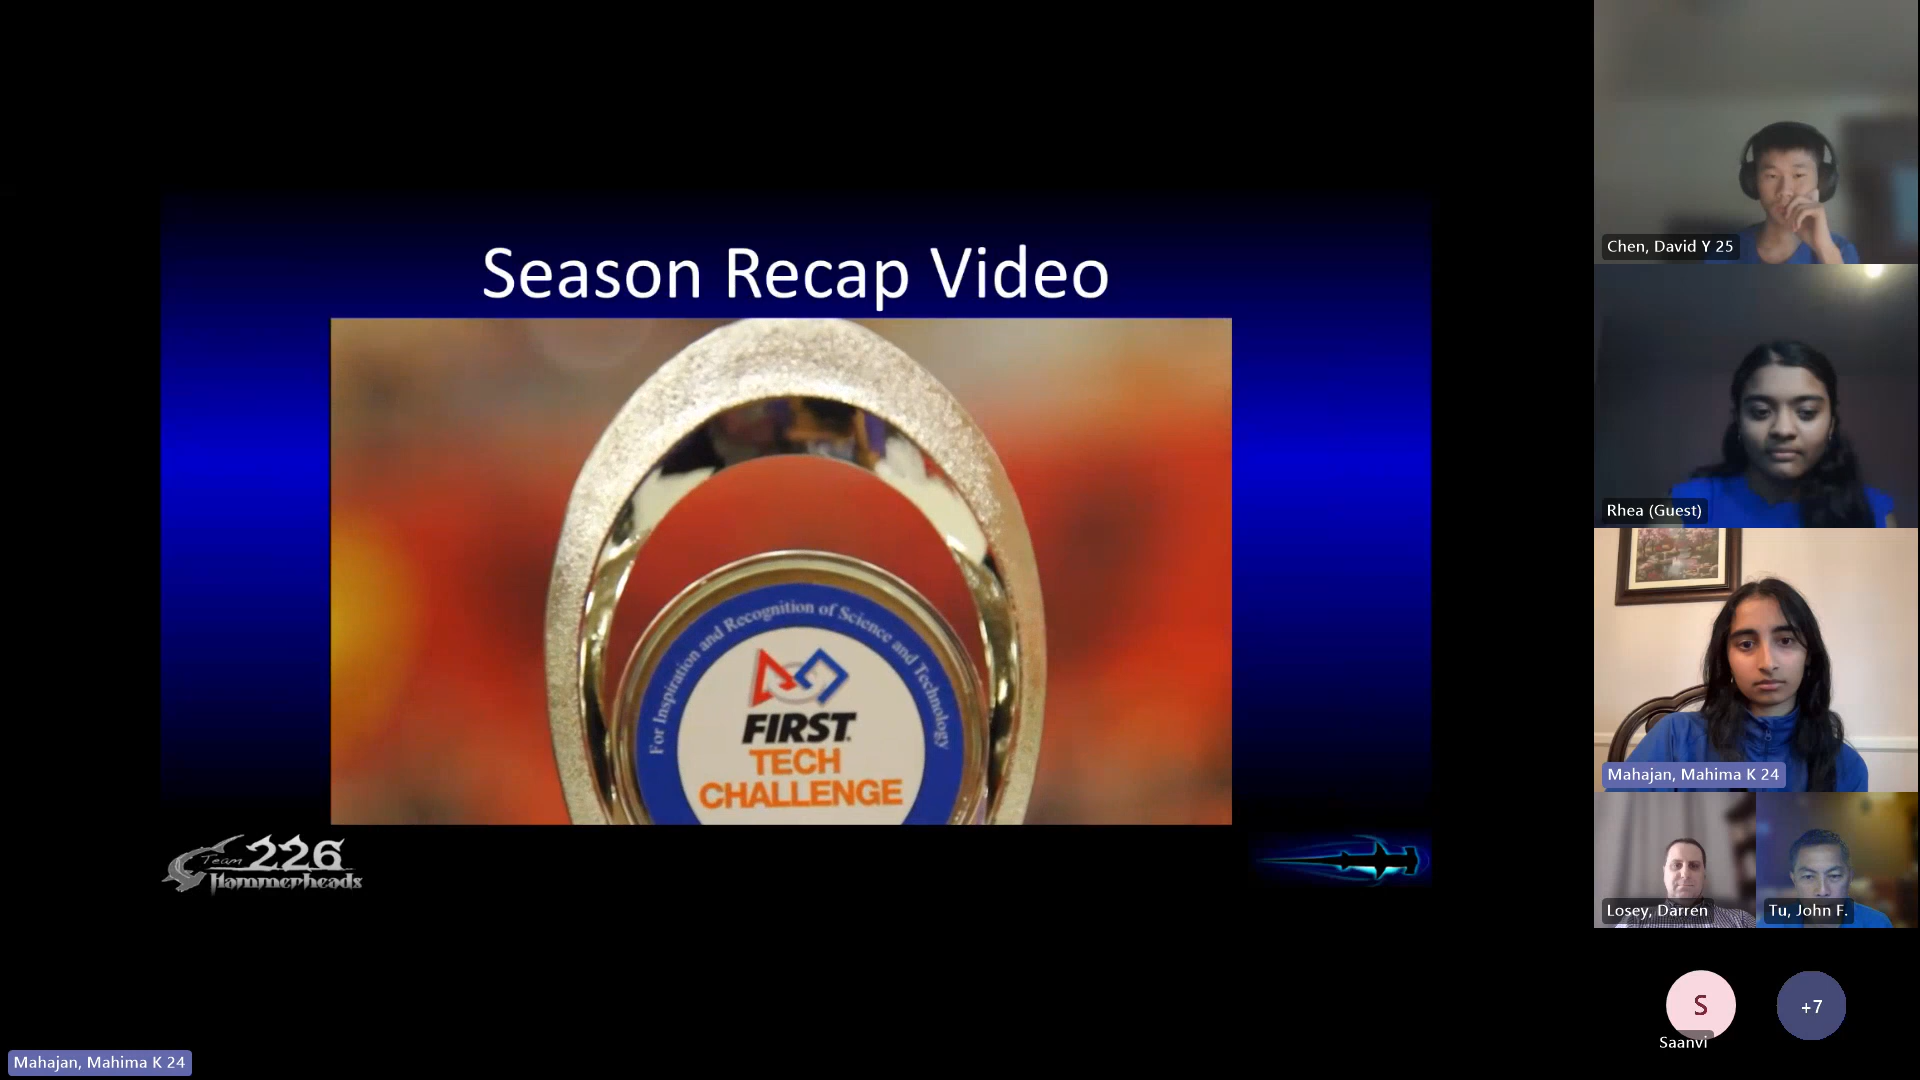 Season Recap Video
For Inspiration and Recognition of Science and Technology
FIRST
TECH
CHALLENGE
Team 226
Hammerheads
Chen, David Y 25
Rhea (Guest)
Mahajan, Mahima K 24
Losey, Darren
Tu, John F.
S
+7
Saanvi
Mahajan, Mahima K 24